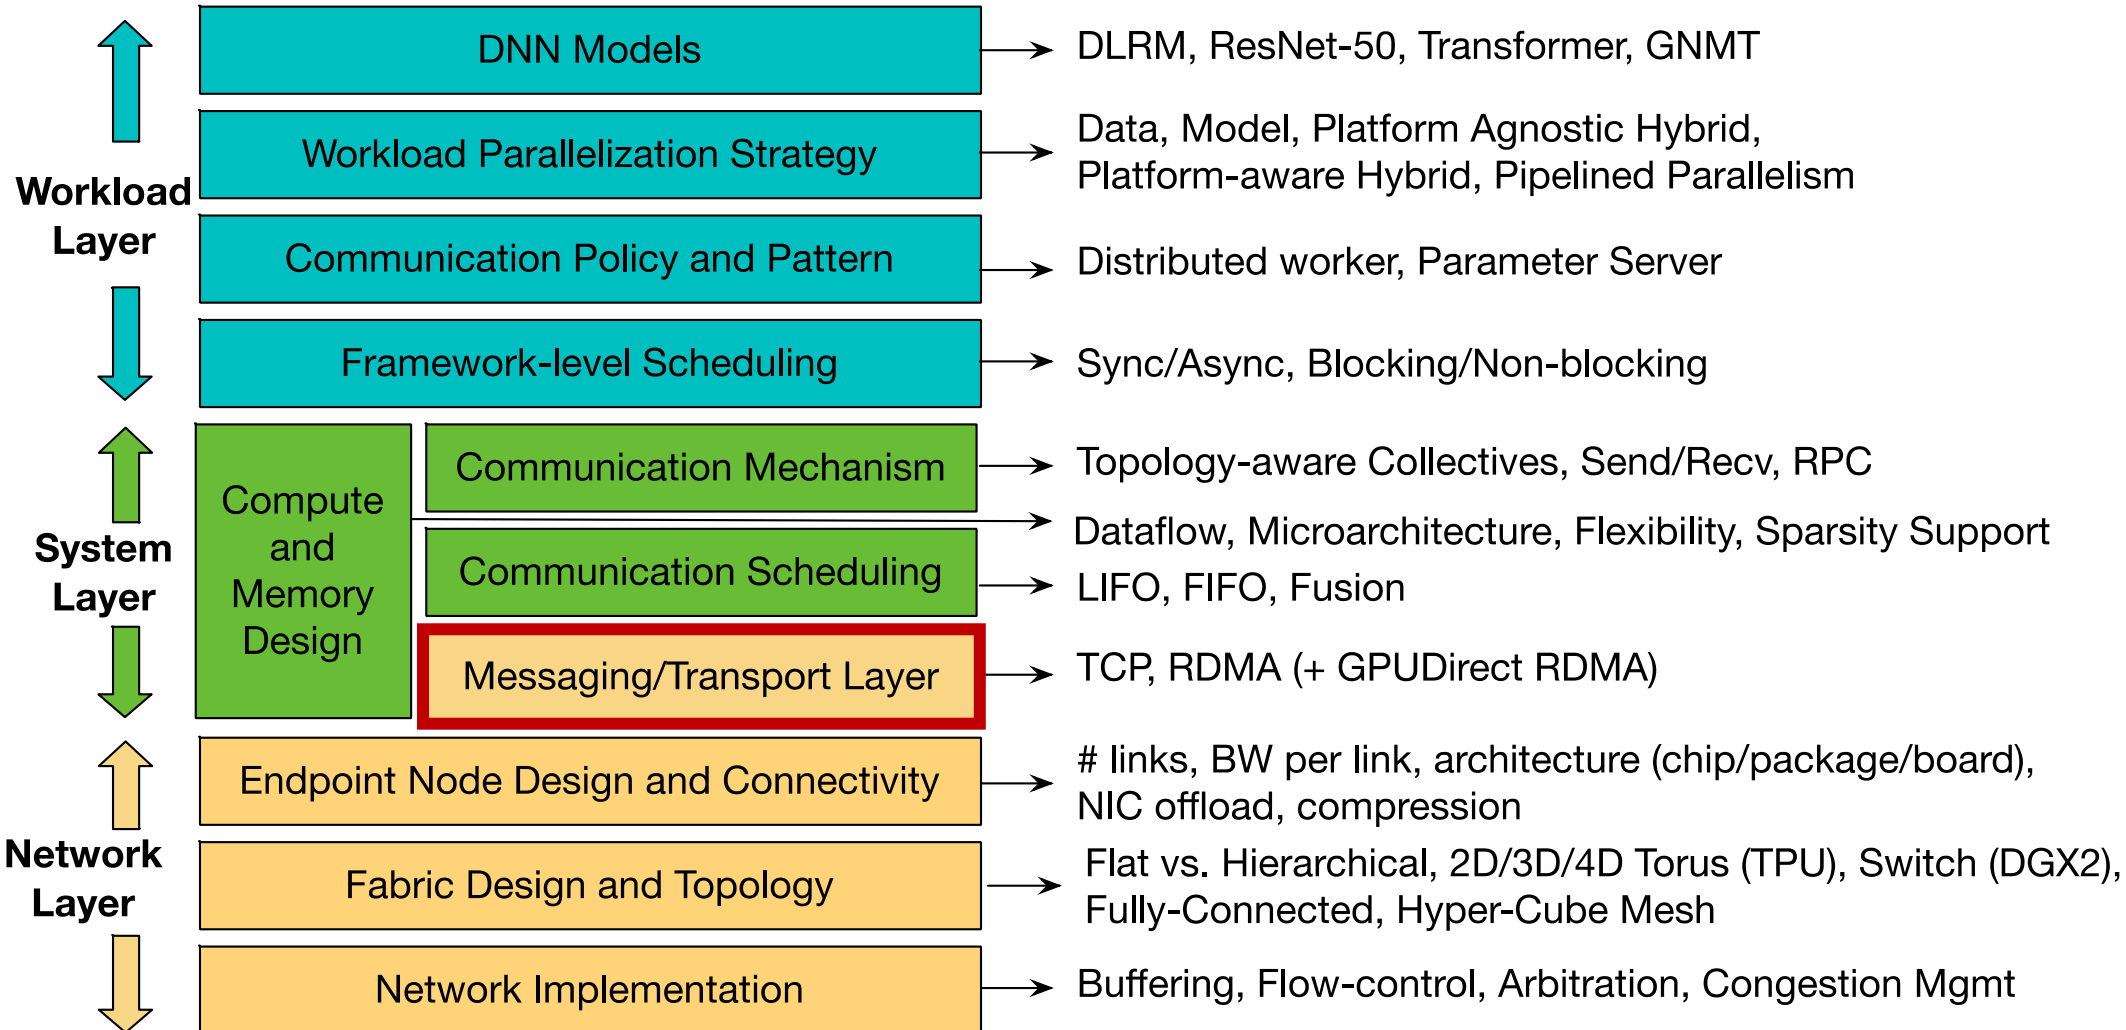 DNN Models
DLRM, ResNet-50, Transformer, GNMT
Workload Parallelization Strategy
Data, Model, Platform Agnostic Hybrid,
Platform-aware Hybrid, Pipelined Parallelism
Workload
Layer
Communication Policy and Pattern
Distributed worker, Parameter Server
Framework-level Scheduling
Sync/Async, Blocking/Non-blocking
System
Layer
Compute
and
Memory
Design
Communication Mechanism
Topology-aware Collectives, Send/Recv, RPC
Dataflow, Microarchitecture, Flexibility, Sparsity Support
Communication Scheduling
LIFO, FIFO, Fusion
Messaging/Transport Layer
TCP, RDMA (+ GPUDirect RDMA)
Network
Layer
Endpoint Node Design and Connectivity
# links, BW per link, architecture (chip/package/board),
NIC offload, compression
Fabric Design and Topology
Flat vs. Hierarchical, 2D/3D/4D Torus (TPU), Switch (DGX2),
Fully-Connected, Hyper-Cube Mesh
Network Implementation
Buffering, Flow-control, Arbitration, Congestion Mgmt